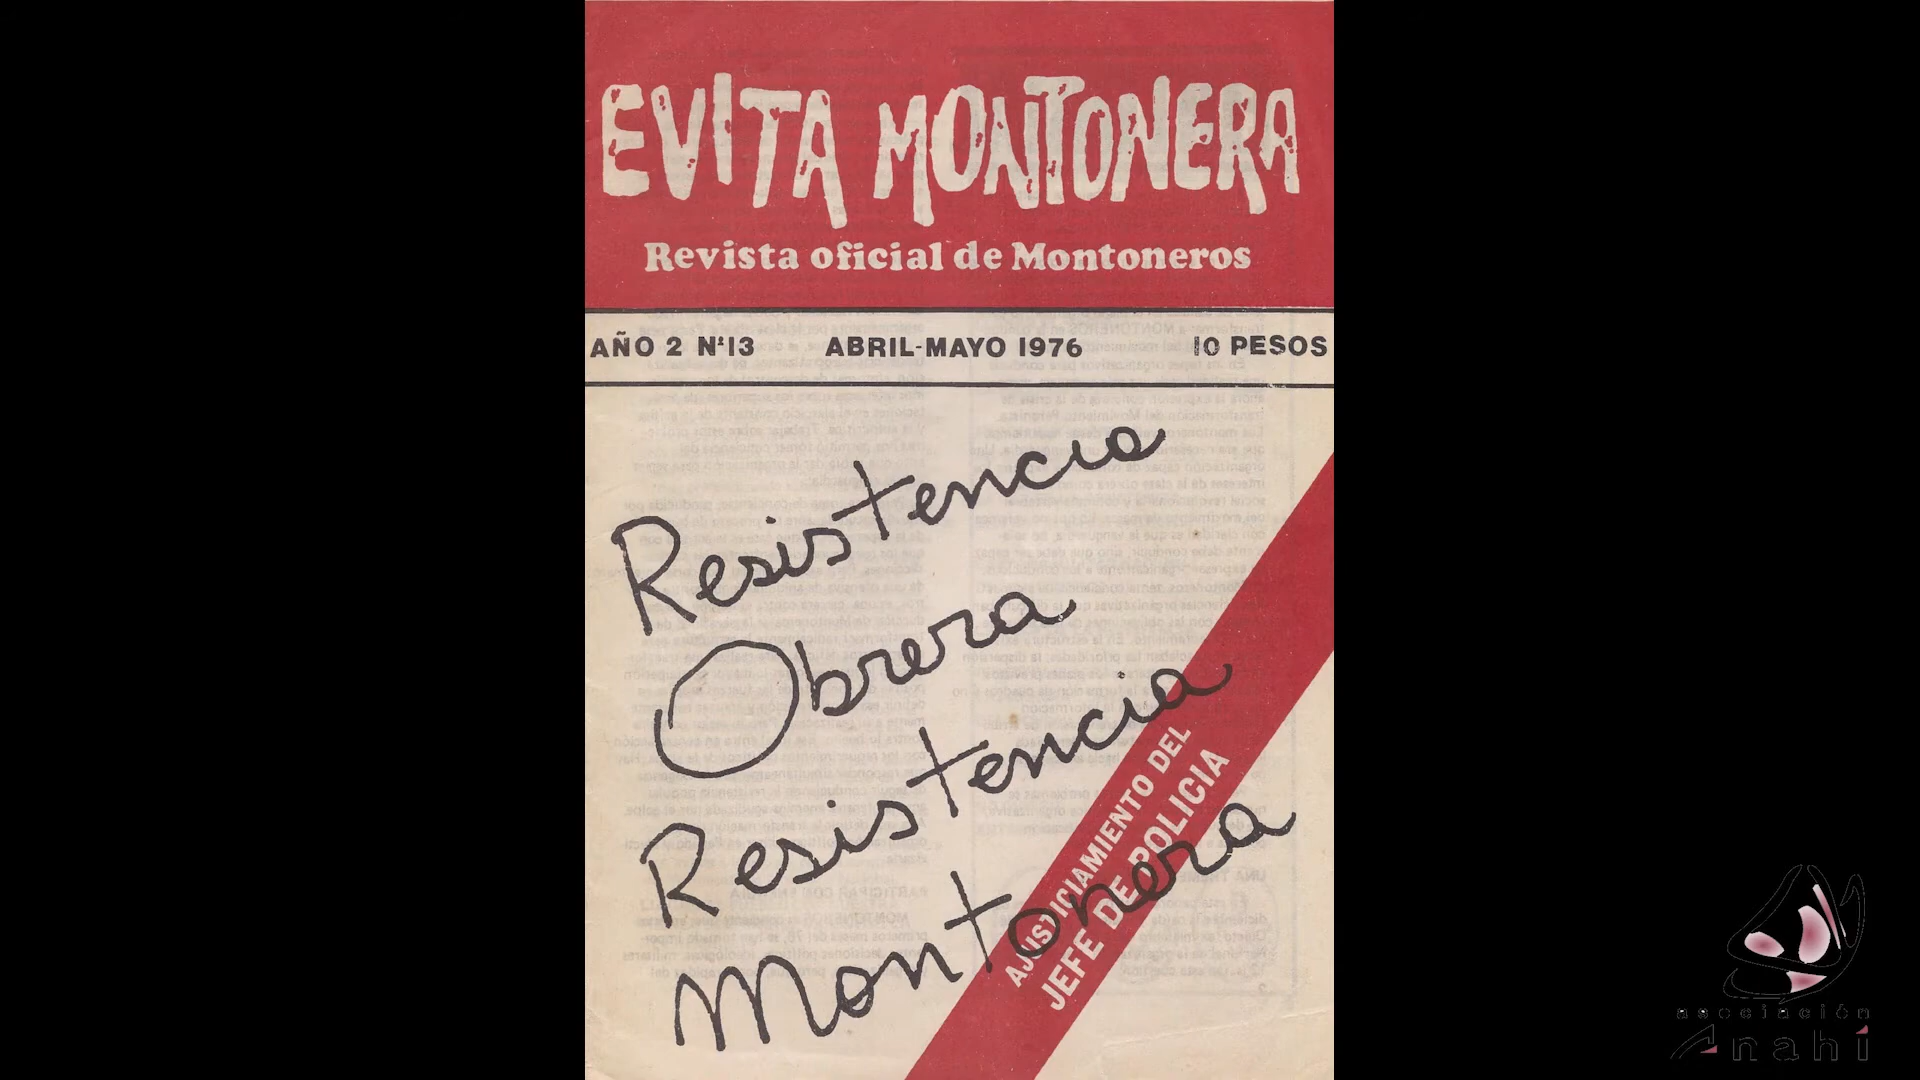 EVITA MONTONERA
Revista oficial de Montoneros
AÑO 2 N°13 ABRIL-MAYO 1976 10 PESOS
Resistencia
Obrera
Resistencia
Montonera
AJUSTICIAMIENTO DEL
JEFE DE POLICIA
asociación
Anahí